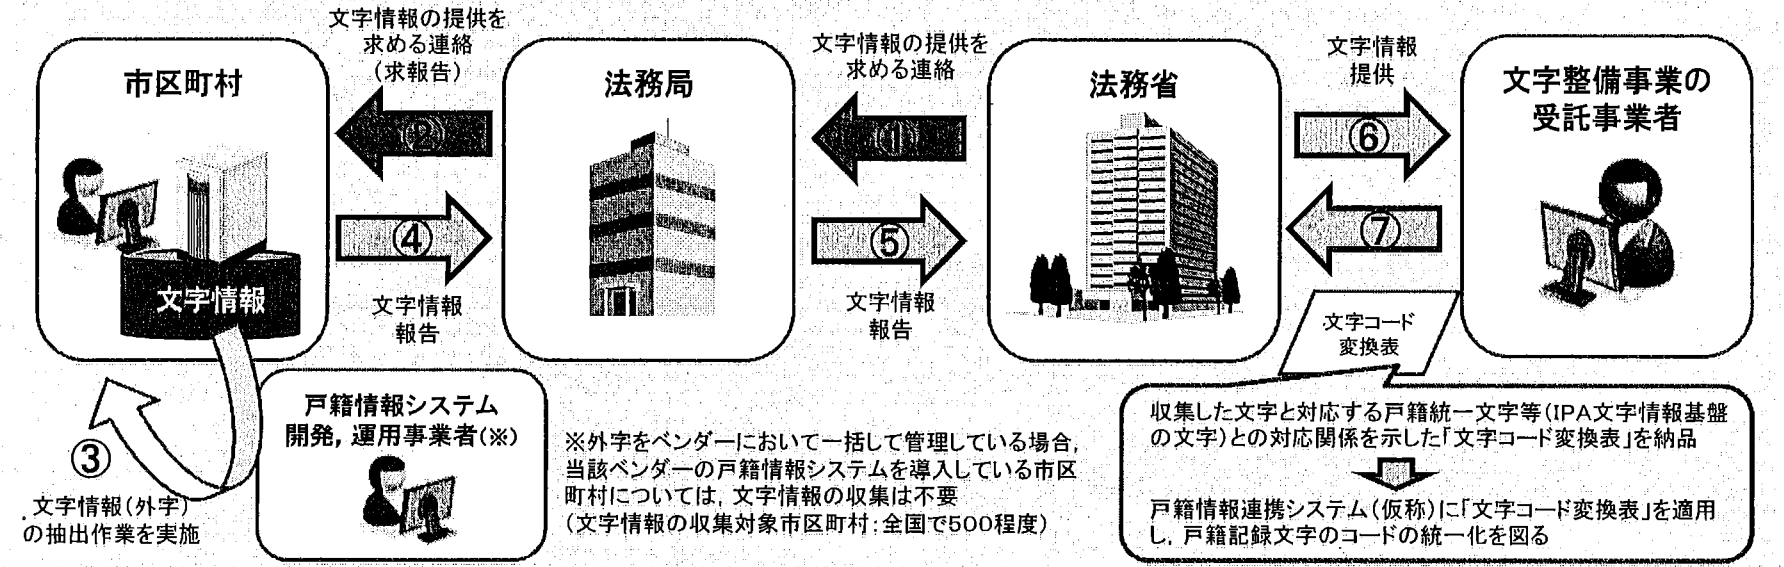 文字情報の提供を
求める連絡
(求報告)
市区町村
②
④
文字情報
報告
文字情報
法務局
文字情報の提供を
求める連絡
①
⑤
文字情報
報告
法務省
文字情報
提供
⑥
⑦
文字整備事業の
受託事業者
文字コード
変換表
③
文字情報(外字)
の抽出作業を実施
戸籍情報システム
開発,運用事業者(※)
※外字をベンダーにおいて一括して管理している場合,
当該ベンダーの戸籍情報システムを導入している市区
町村については,文字情報の収集は不要
(文字情報の収集対象市区町村:全国で500程度)
収集した文字と対応する戸籍統一文字等(IPA文字情報基盤
の文字)との対応関係を示した「文字コード変換表」を納品
戸籍情報連携システム(仮称)に「文字コード変換表」を適用
し,戸籍記録文字のコードの統一化を図る